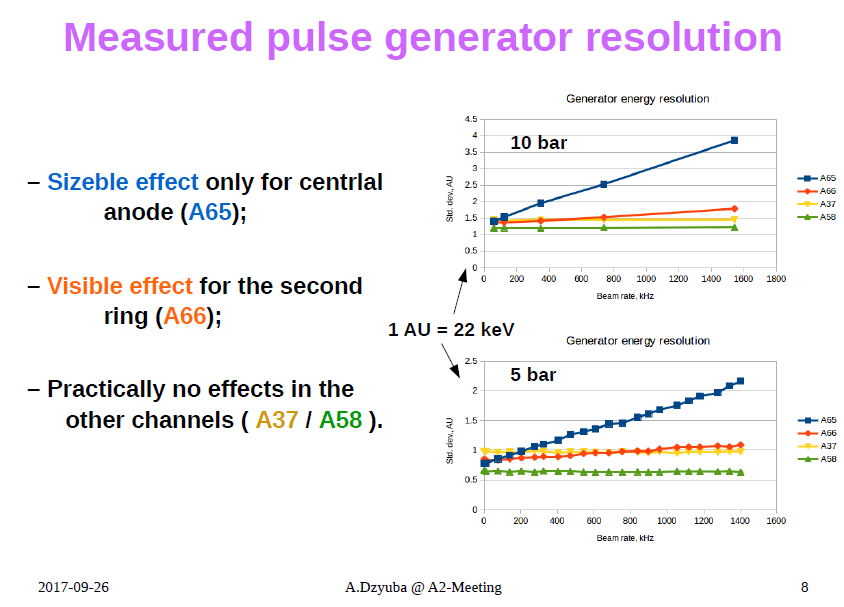 Measured pulse generator resolution
– Sizeble effect only for centrlal
anode (A65);
– Visible effect for the second
ring (A66);
– Practically no effects in the
other channels ( A37 / A58 ).
Generator energy resolution
10 bar
Std. dev., AU
4.5
4
3.5
3
2.5
2
1.5
1
0.5
0
0 200 400 600 800 1000 1200 1400 1600 1800
Beam rate, kHz
A65
A66
A37
A58
1 AU = 22 keV
Generator energy resolution
5 bar
Std. dev., AU
2.5
2
1.5
1
0.5
0
0 200 400 600 800 1000 1200 1400 1600
Beam rate, kHz
A65
A66
A37
A58
2017-09-26 A.Dzyuba @ A2-Meeting 8